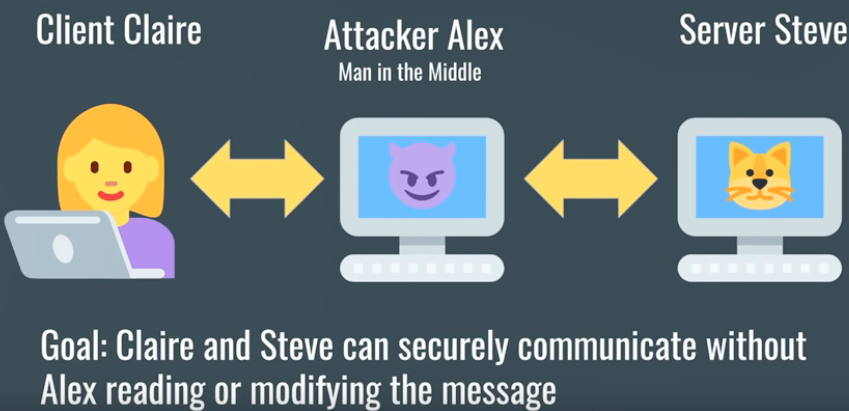 Client Claire
Attacker Alex
Man in the Middle
Server Steve
Goal: Claire and Steve can securely communicate without
Alex reading or modifying the message